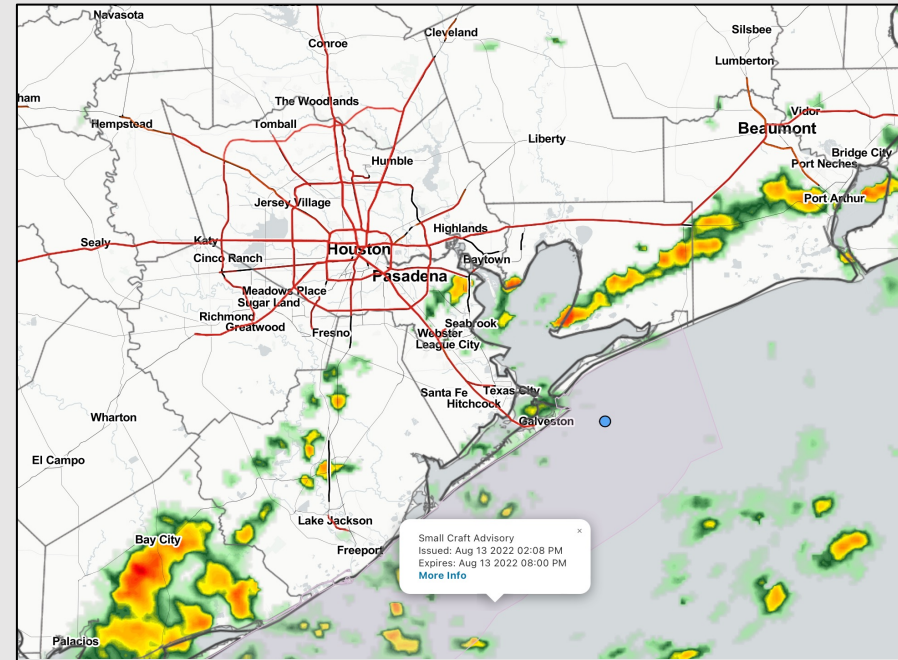 Navasota
Cleveland
Conroe
Silsbee
Lumberton
ham
The Woodlands
Hempstead
Tomball
Vidor
Beaumont
Liberty
Bridge City
Humble
Port Neches
Jersey Village
Port Arthur
Highlands
Sealy
Katy
Houston
Cinco Ranch
Baytown
Pasadena
Meadows Place
Sugar Land
Richmond
Greatwood
Fresno
Seabrook
Webster
League City
Santa Fe
Texas City
Hitchcock
Wharton
Galveston
El Campo
Lake Jackson
Bay City
Freeport
Small Craft Advisory
×
Issued: Aug 13 2022 02:08 PM
Expires: Aug 13 2022 08:00 PM
More Info
Palacios